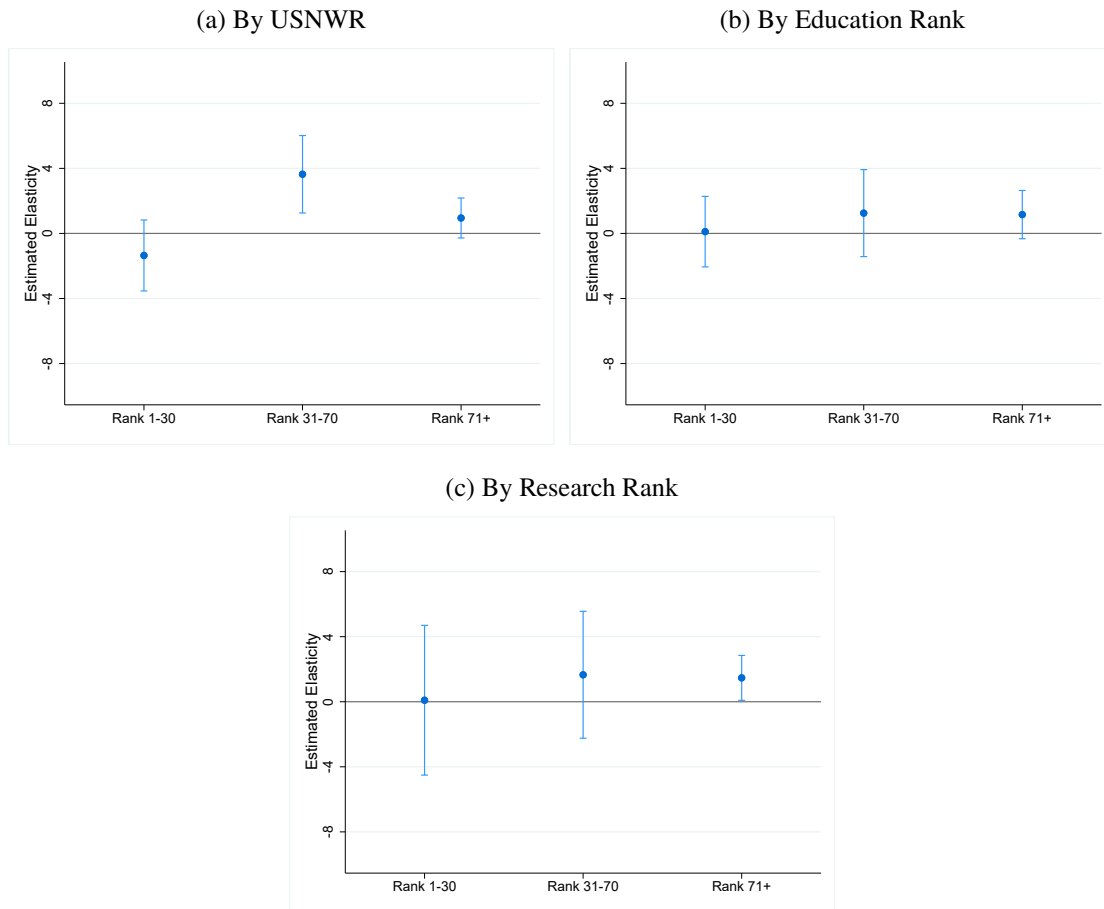 (a) By USNWR
Estimated Elasticity
8
4
0
-4
-8
Rank 1-30 Rank 31-70 Rank 71+
(b) By Education Rank
Estimated Elasticity
8
4
0
-4
-8
Rank 1-30 Rank 31-70 Rank 71+
(c) By Research Rank
Estimated Elasticity
8
4
0
-4
-8
Rank 1-30 Rank 31-70 Rank 71+